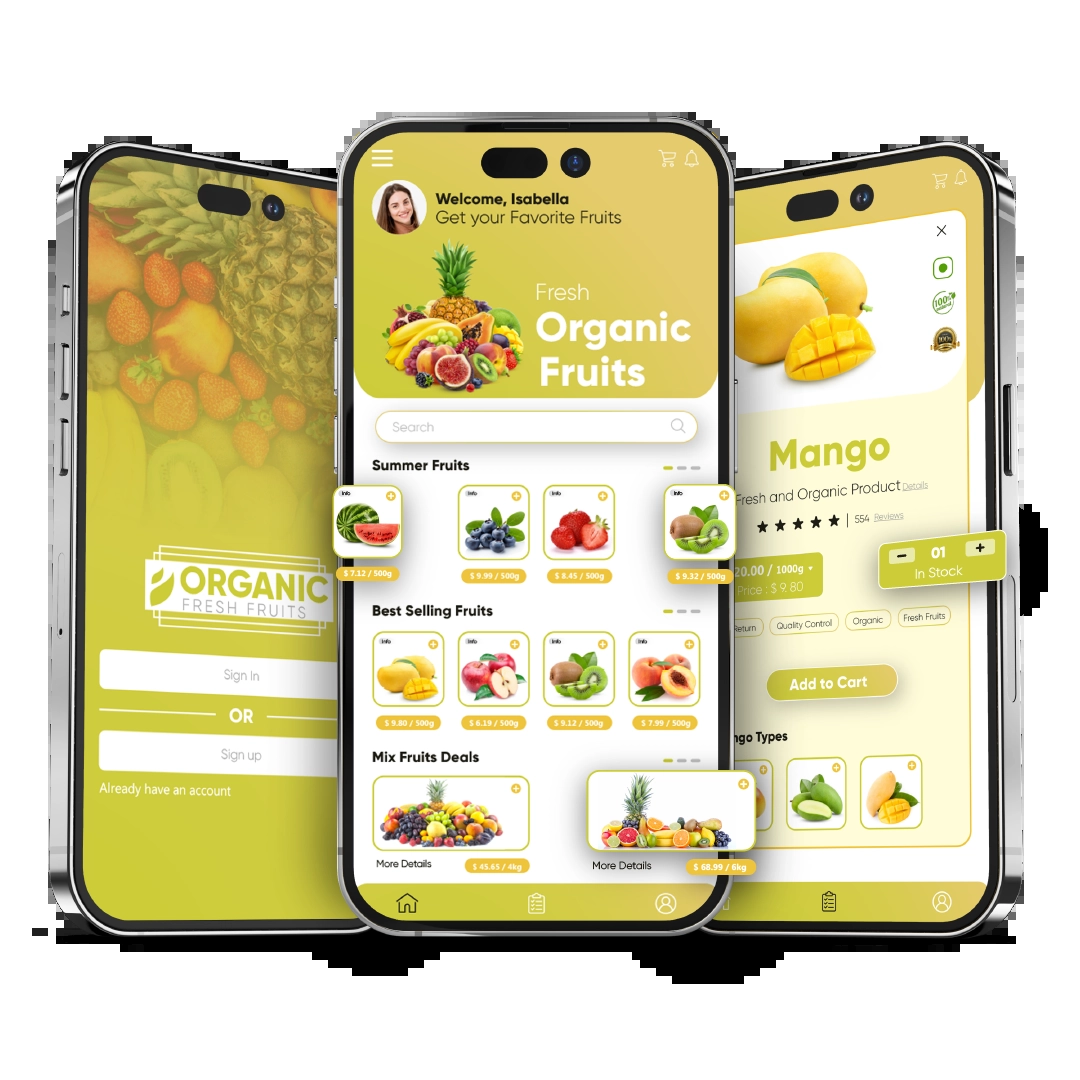 ORGANIC
FRESH FRUITS
Sign In
OR
Sign up
Already have an account
Welcome, Isabella
Get your Favorite Fruits
Fresh
Organic
Fruits
Search
Summer Fruits
Info
Info
Info
Info
$ 7.12 / 500g
$ 9.99 / 500g
$ 8.45 / 500g
$ 9.32 / 500g
Best Selling Fruits
Info
Info
Info
Info
$ 9.80 / 500g
$ 6.19 / 500g
$ 9.12 / 500g
$ 7.99 / 500g
Mix Fruits Deals
More Details
$ 45.65 / 4kg
More Details
$ 68.99 / 6kg
100%
Mango
Fresh and Organic Product Details
554 Reviews
20.00 / 1000g
Price : $ 9.80
01
In Stock
eturn
Quality Control
Organic
Fresh Fruits
Add to Cart
ngo Types